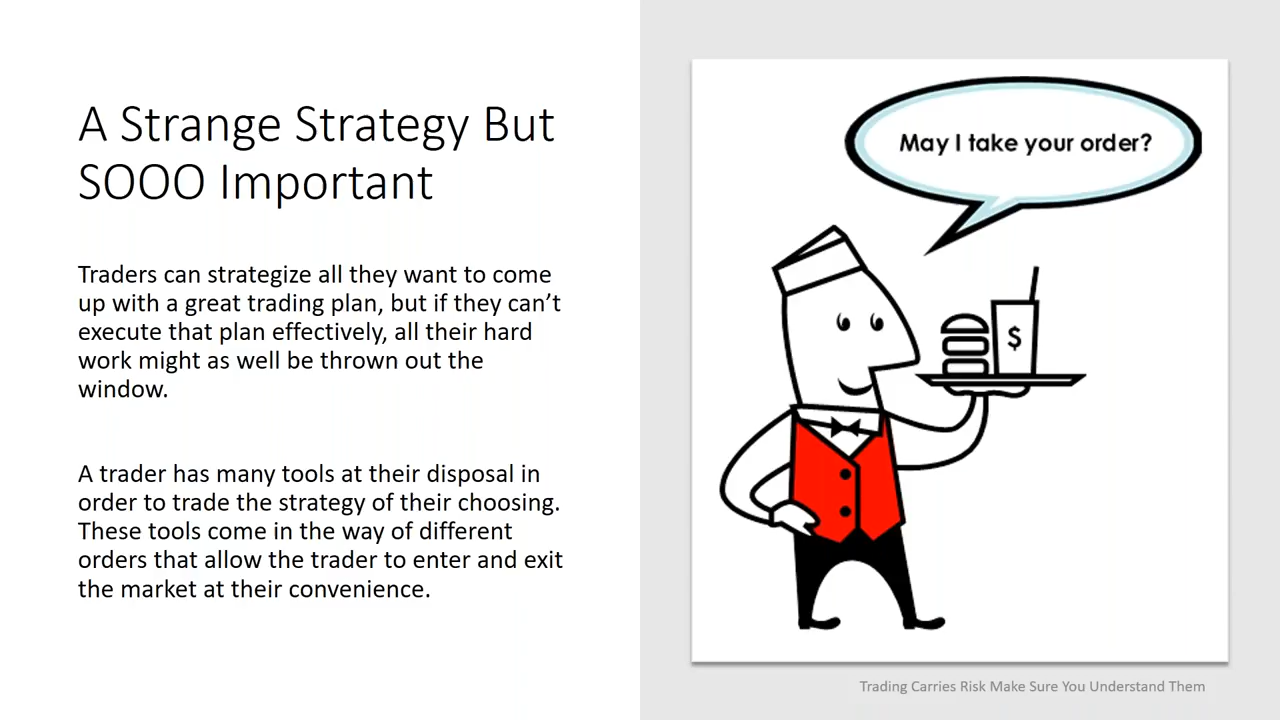 A Strange Strategy But
SOOO Important
Traders can strategize all they want to come
up with a great trading plan, but if they can’t
execute that plan effectively, all their hard
work might as well be thrown out the
window.
A trader has many tools at their disposal in
order to trade the strategy of their choosing.
These tools come in the way of different
orders that allow the trader to enter and exit
the market at their convenience.
May I take your order?
$
Trading Carries Risk Make Sure You Understand Them